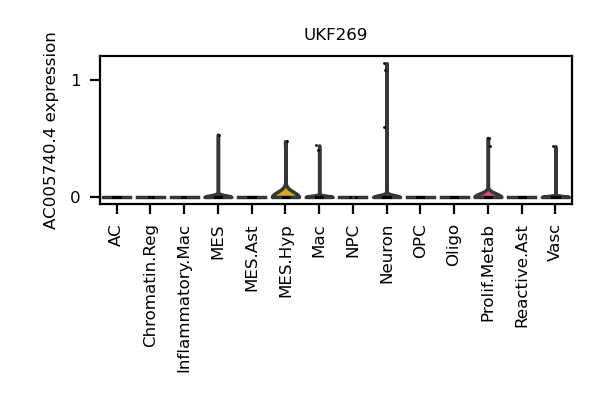 UKF269
AC005740.4 expression
1
0
AC
Chromatin.Reg
Inflammatory.Mac
MES
MES.Ast
MES.Hyp
Mac
NPC
Neuron
OPC
Oligo
Prolif.Metab
Reactive.Ast
Vasc